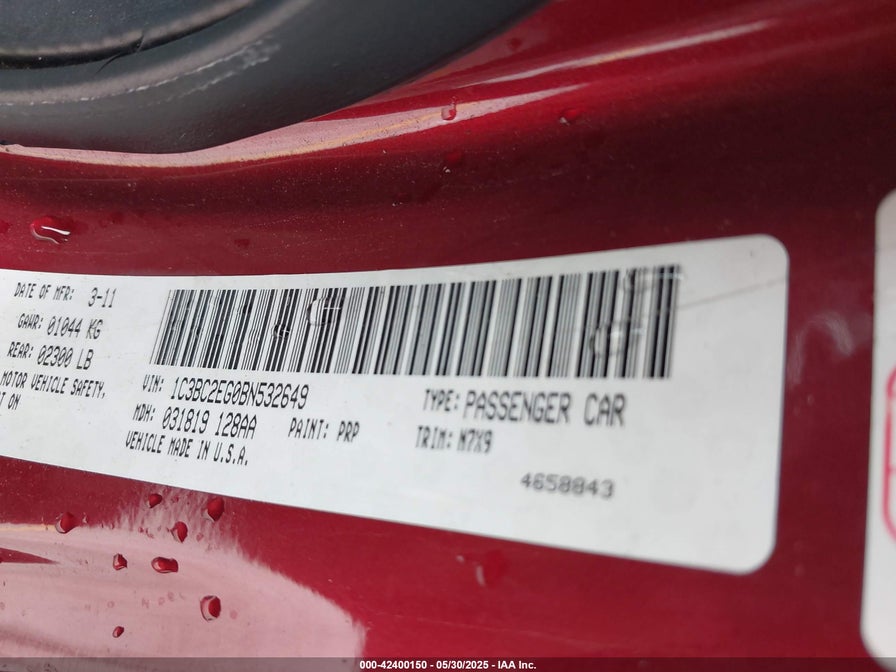 DATE OF MFR: 3-11
GAWR: 01044 KG
REAR: 02300 LB
MOTOR VEHICLE SAFETY,
CT ON
VIN: 1C3BC2EG0BN532649
MDH: 031819 128AA
VEHICLE MADE IN U.S.A.
PAINT: PRP
TYPE: PASSENGER CAR
TRIM: N7X9
4658843
000-42400150 - 05/30/2025 - IAA Inc.